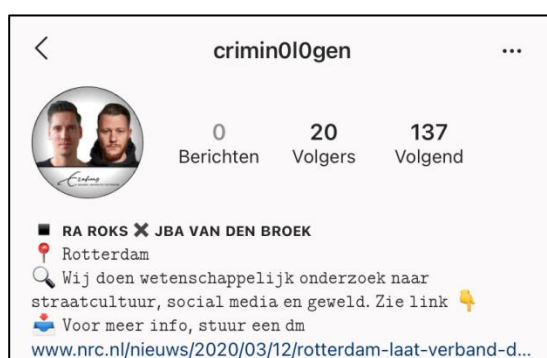 crimin0l0gen
0 20 137
Berichten Volgers Volgend
Erasmus
RA ROKS ✖ JBA VAN DEN BROEK
Rotterdam
Wij doen wetenschappelijk onderzoek naar
straatcultuur, social media en geweld. Zie link
Voor meer info, stuur een dm
www.nrc.nl/nieuws/2020/03/12/rotterdam-laat-verband-d...